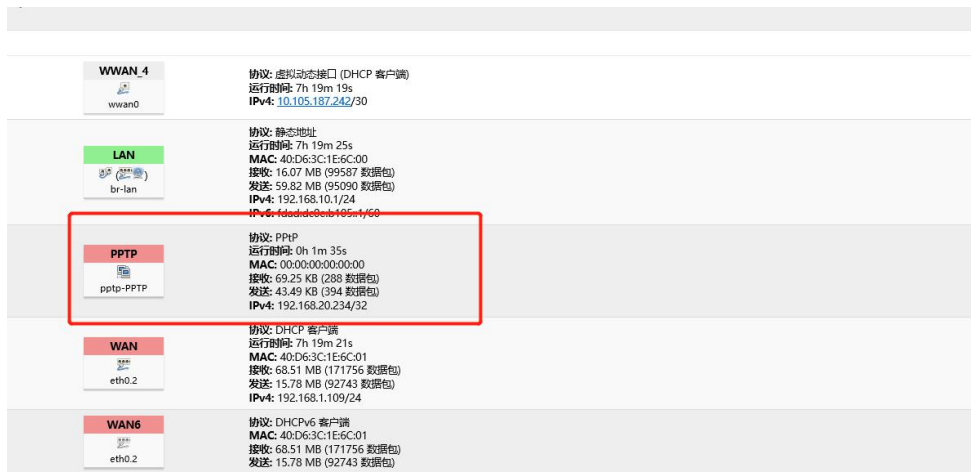 WWAN_4
wwan0
协议: 虚拟动态接口 (DHCP 客户端)
运行时间: 7h 19m 19s
IPv4: 10.105.187.242/30
LAN
br-lan
协议: 静态地址
运行时间: 7h 19m 25s
MAC: 40:D6:3C:1E:6C:00
接收: 16.07 MB (99587 数据包)
发送: 59.82 MB (95090 数据包)
IPv4: 192.168.10.1/24
IPv6: fdad:dc0c:b105::1/60
PPTP
pptp-PPTP
协议: PPtP
运行时间: 0h 1m 35s
MAC: 00:00:00:00:00:00
接收: 69.25 KB (288 数据包)
发送: 43.49 KB (394 数据包)
IPv4: 192.168.20.234/32
WAN
eth0.2
协议: DHCP 客户端
运行时间: 7h 19m 21s
MAC: 40:D6:3C:1E:6C:01
接收: 68.51 MB (171756 数据包)
发送: 15.78 MB (92743 数据包)
IPv4: 192.168.1.109/24
WAN6
eth0.2
协议: DHCPv6 客户端
MAC: 40:D6:3C:1E:6C:01
接收: 68.51 MB (171756 数据包)
发送: 15.78 MB (92743 数据包)